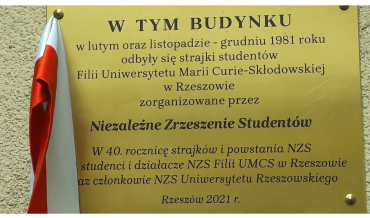 W TYM BUDYNKU
w lutym oraz listopadzie - grudniu 1981 roku
odbyły się strajki studentów
Filii Uniwersytetu Marii Curie-Skłodowskiej
w Rzeszowie
zorganizowane przez
Niezależne Zrzeszenie Studentów
W 40. rocznicę strajków i powstania NZS
studenci i działacze NZS Filii UMCS w Rzeszowie
az członkowie NZS Uniwersytetu Rzeszowskiego
Rzeszów 2021 r.